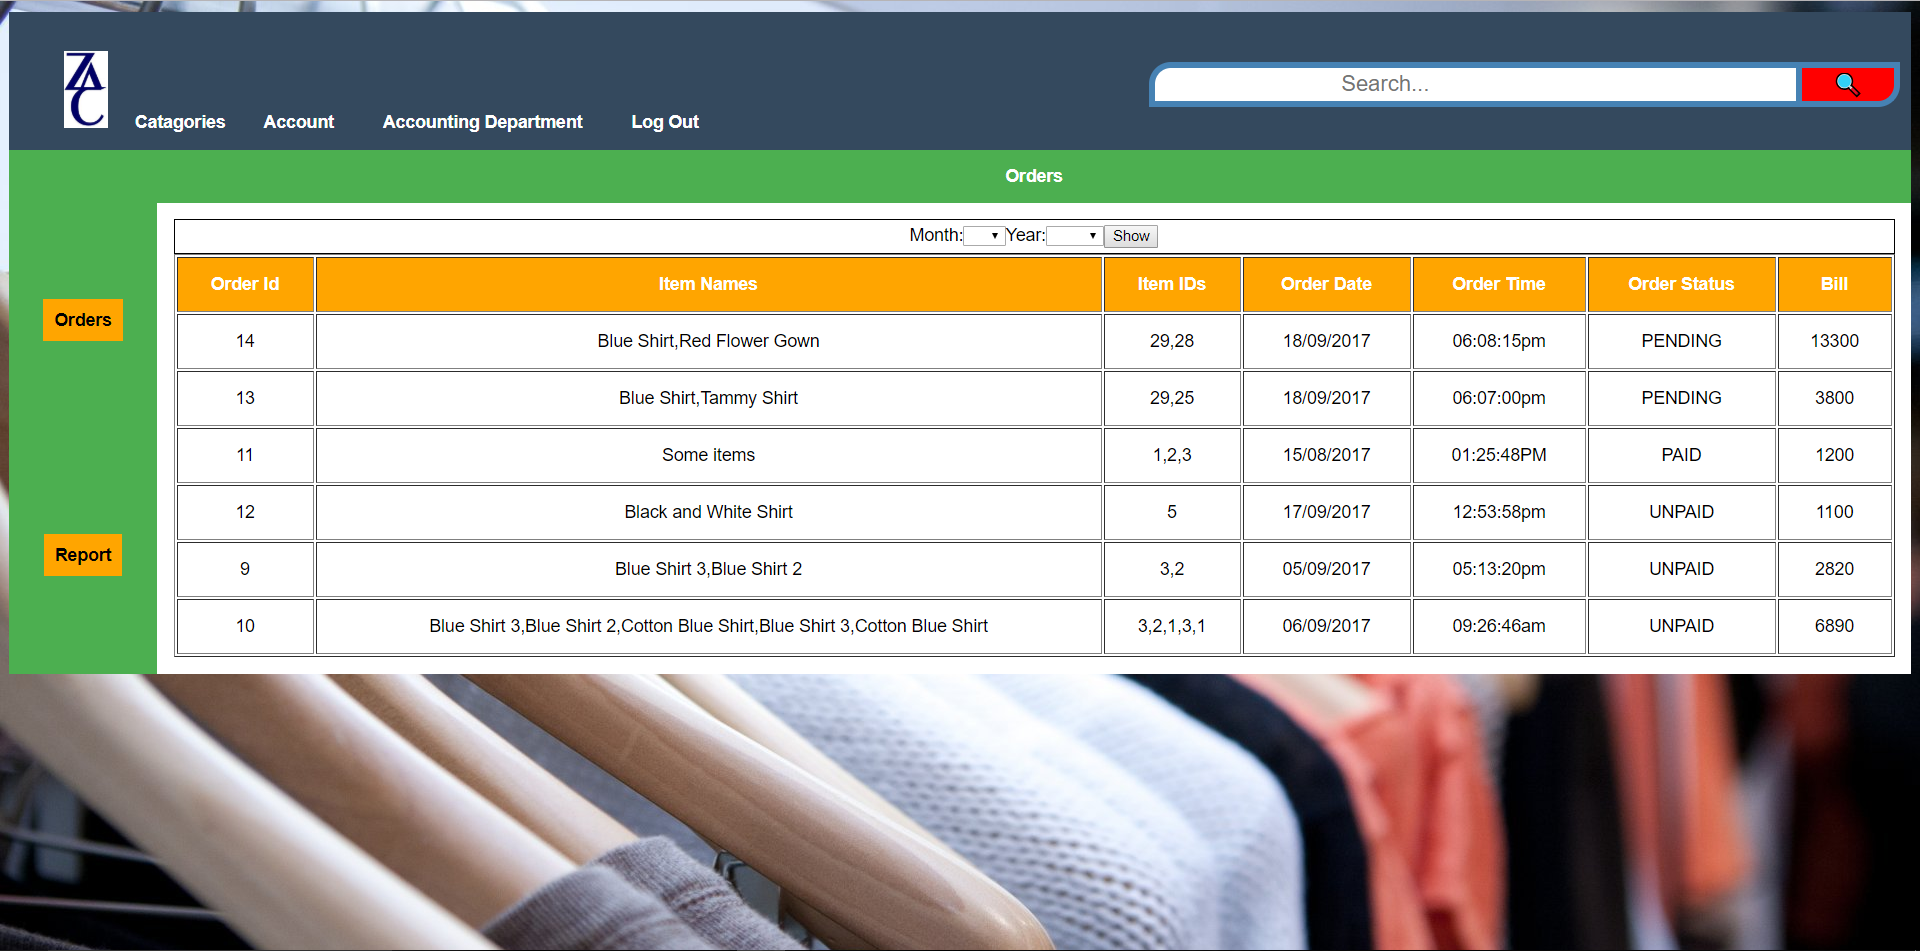 ZAC
Catagories Account Accounting Department Log Out
Search...
Orders
Orders
Report
Month: Year: Show
Order Id Item Names Item IDs Order Date Order Time Order Status Bill
14 Blue Shirt,Red Flower Gown 29,28 18/09/2017 06:08:15pm PENDING 13300
13 Blue Shirt,Tammy Shirt 29,25 18/09/2017 06:07:00pm PENDING 3800
11 Some items 1,2,3 15/08/2017 01:25:48PM PAID 1200
12 Black and White Shirt 5 17/09/2017 12:53:58pm UNPAID 1100
9 Blue Shirt 3,Blue Shirt 2 3,2 05/09/2017 05:13:20pm UNPAID 2820
10 Blue Shirt 3,Blue Shirt 2,Cotton Blue Shirt,Blue Shirt 3,Cotton Blue Shirt 3,2,1,3,1 06/09/2017 09:26:46am UNPAID 6890